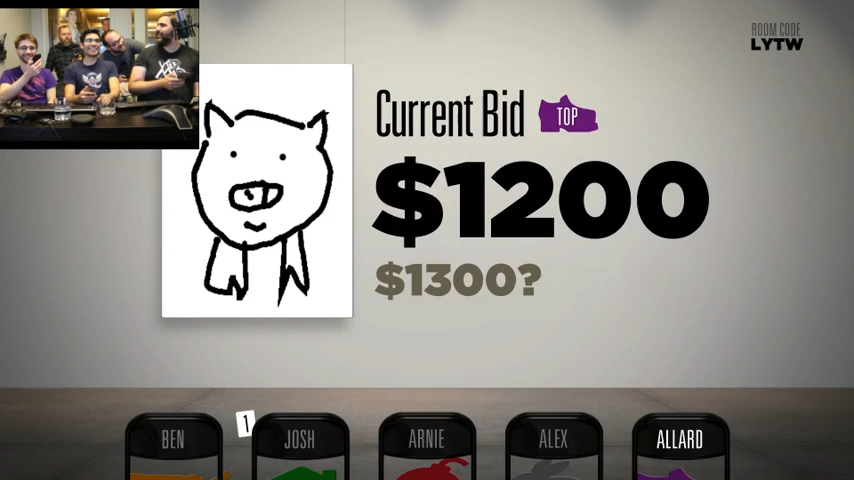 ROOM CODE
LYTW
Current Bid
TOP
$1200
$1300?
1
BEN
JOSH
ARNIE
ALEX
ALLARD